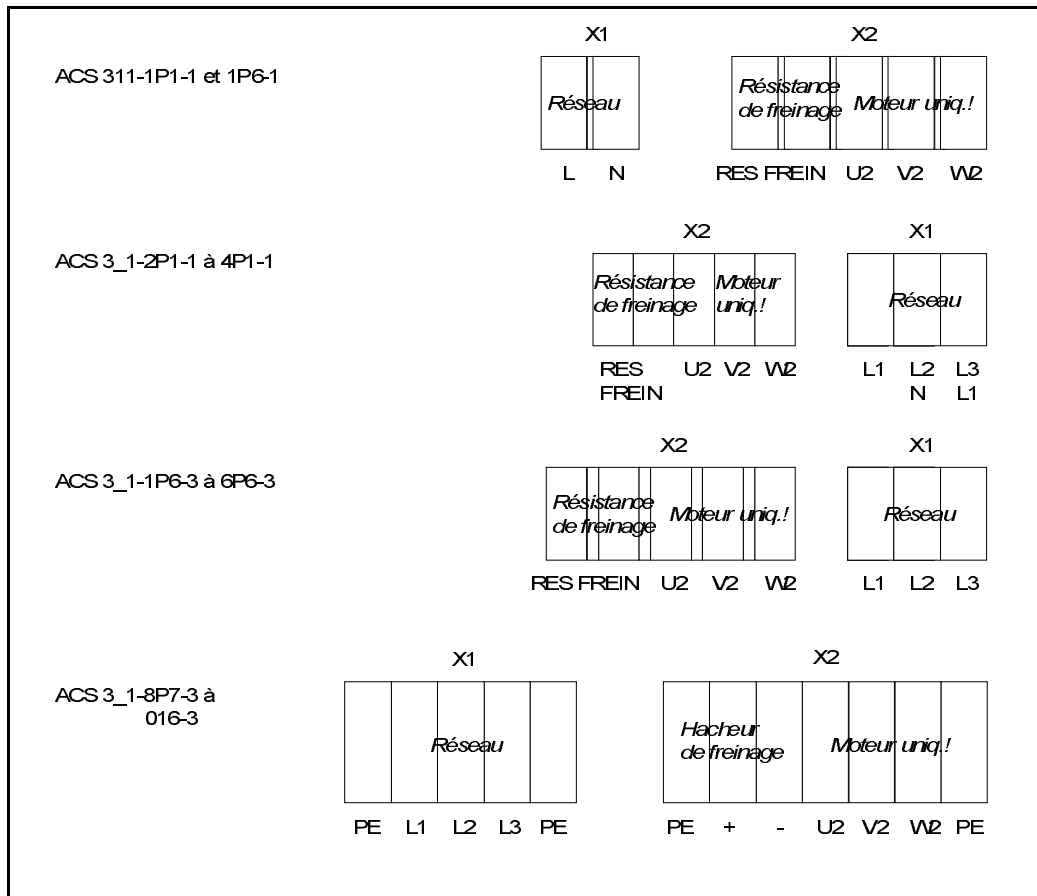 X1 X2
ACS 311-1P1-1 et 1P6-1
Réseau
Résistance
de freinage
Moteur uniq.!
L N RES FREIN U2 V2 W2
X2 X1
ACS 3_1-2P1-1 à 4P1-1
Résistance
de freinage
Moteur
uniq.!
Réseau
RES U2 V2 W2 L1 L2 L3
FREIN N L1
X2 X1
ACS 3_1-1P6-3 à 6P6-3
Résistance
de freinage
Moteur uniq.!
Réseau
RES FREIN U2 V2 W2 L1 L2 L3
X1 X2
ACS 3_1-8P7-3 à
016-3
Réseau
Hacheur
de freinage
Moteur uniq.!
PE L1 L2 L3 PE PE + - U2 V2 W2 PE